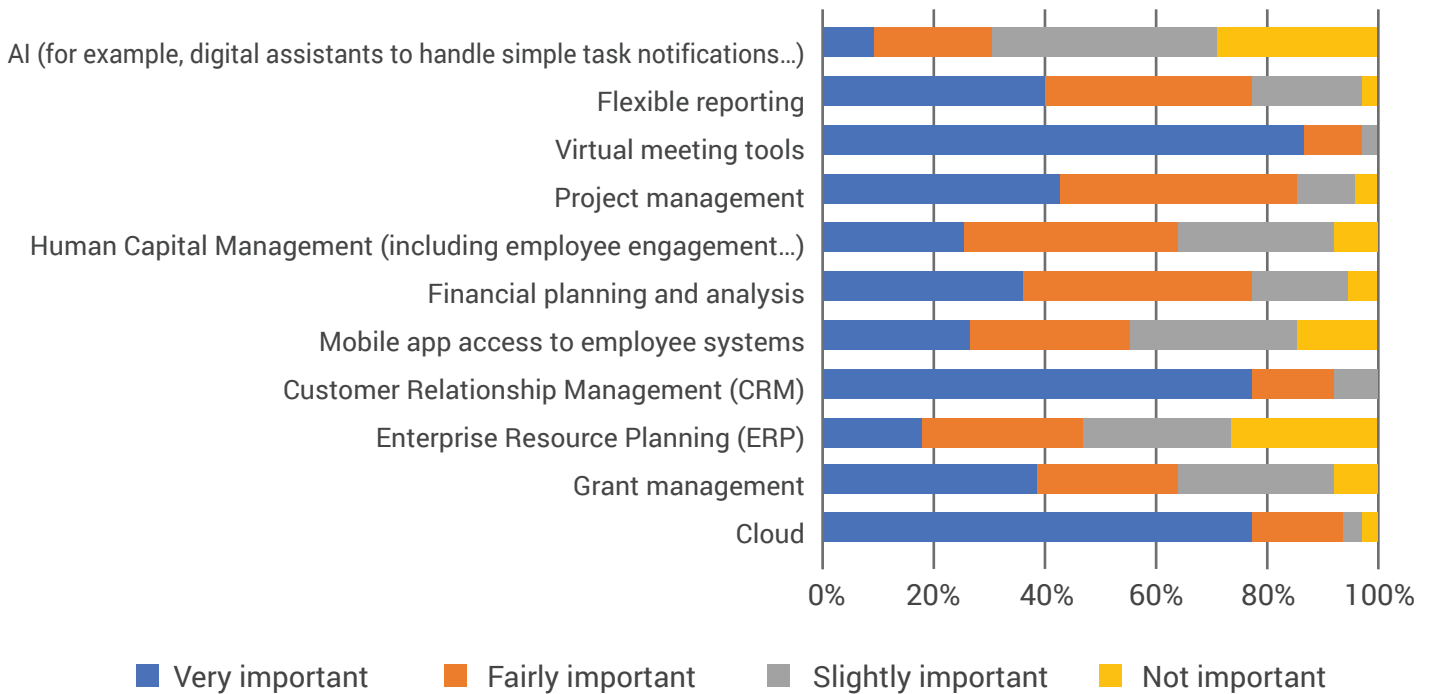 AI (for example, digital assistants to handle simple task notifications...)
Flexible reporting
Virtual meeting tools
Project management
Human Capital Management (including employee engagement...)
Financial planning and analysis
Mobile app access to employee systems
Customer Relationship Management (CRM)
Enterprise Resource Planning (ERP)
Grant management
Cloud
0% 20% 40% 60% 80% 100%
Very important Fairly important Slightly important Not important